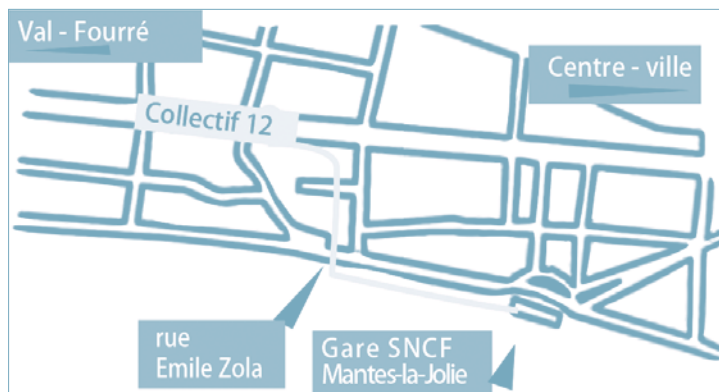 Val - Fourré
Centre - ville
Collectif 12
rue
Emile Zola
Gare SNCF
Mantes-la-Jolie